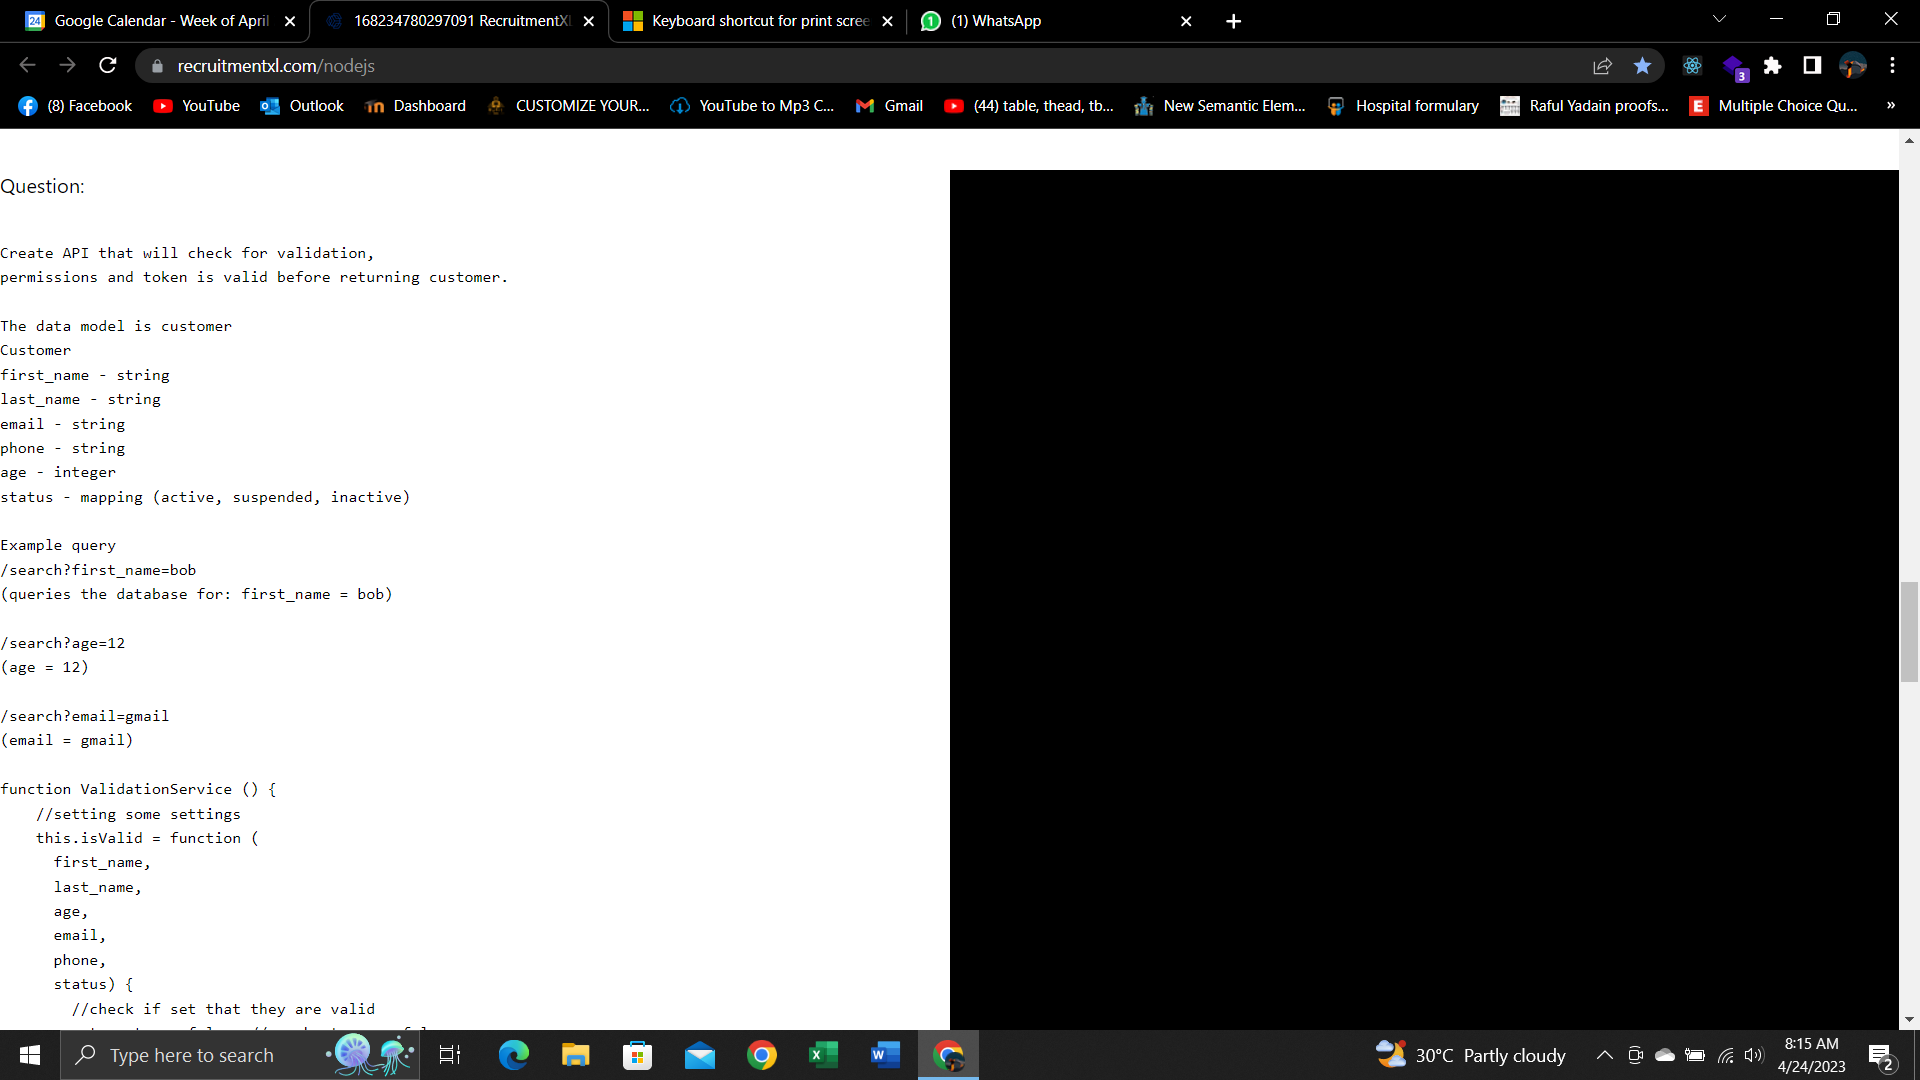 Google Calendar - Week of April
168234780297091 RecruitmentXl
Keyboard shortcut for print scree
(1) WhatsApp
recruitmentxl.com/nodejs
3
(8) Facebook
YouTube
Outlook
Dashboard
CUSTOMIZE YOUR...
YouTube to Mp3 C...
Gmail
(44) table, thead, tb...
New Semantic Elem...
Hospital formulary
Raful Yadain proofs...
Multiple Choice Qu...
»
Question:
Create API that will check for validation,
permissions and token is valid before returning customer.
The data model is customer
Customer
first_name - string
last_name - string
email - string
phone - string
age - integer
status - mapping (active, suspended, inactive)
Example query
/search?first_name=bob
(queries the database for: first_name = bob)
/search?age=12
(age = 12)
/search?email=gmail
(email = gmail)
function ValidationService () {
//setting some settings
this.isValid = function (
first_name,
last_name,
age,
email,
phone,
status) {
//check if set that they are valid
Type here to search
30°C Partly cloudy
8:15 AM
4/24/2023
2